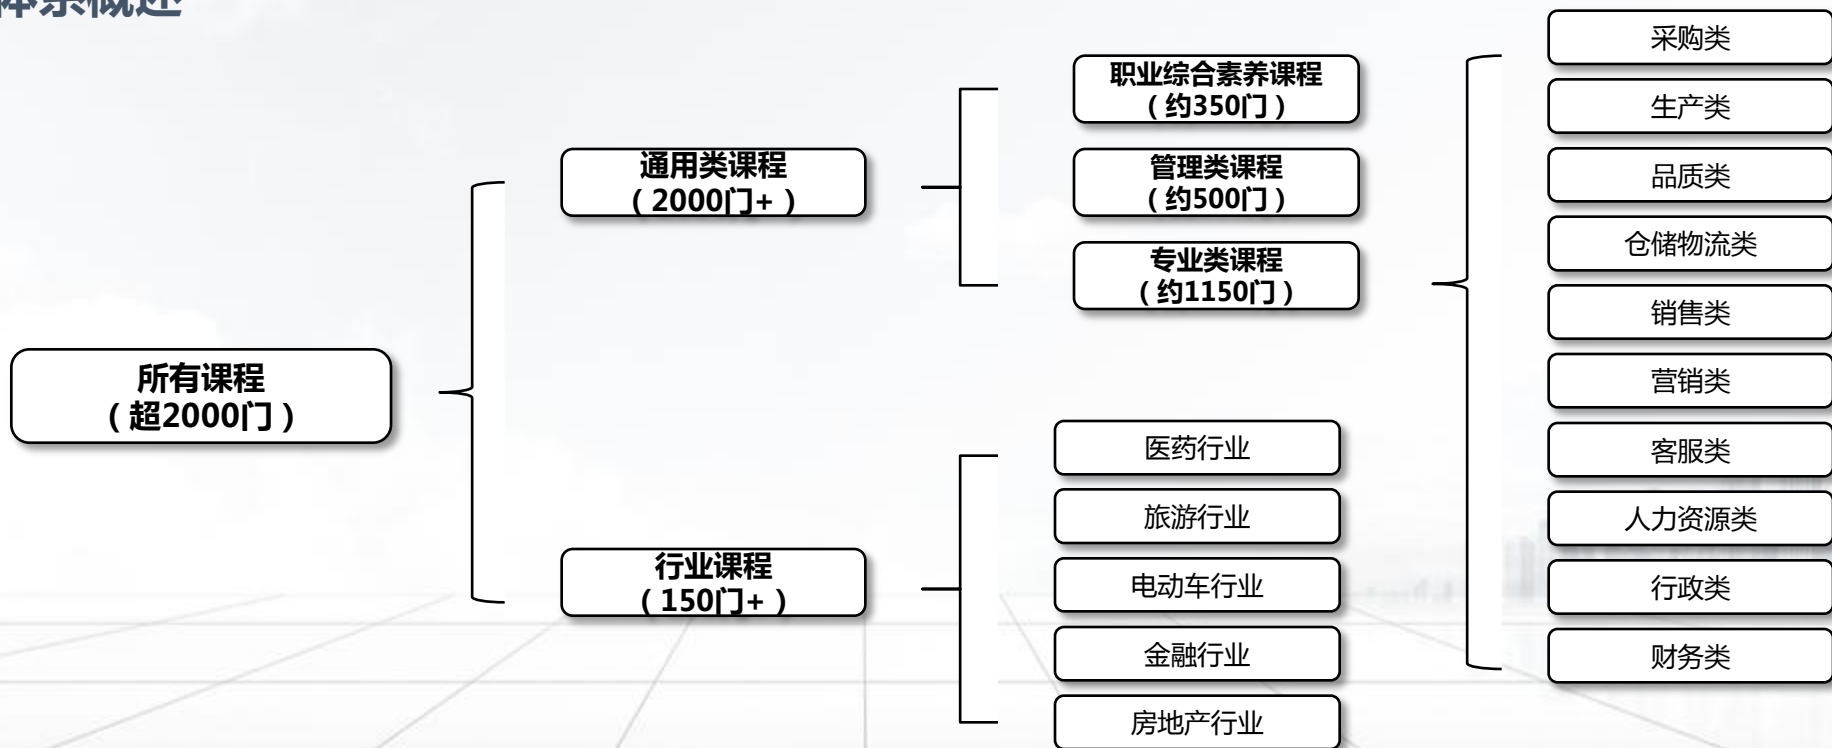 体系概述
所有课程
（超2000门）
通用类课程
（2000门+）
行业课程
（150门+）
职业综合素养课程
（约350门）
管理类课程
（约500门）
专业类课程
（约1150门）
医药行业
旅游行业
电动车行业
金融行业
房地产行业
采购类
生产类
品质类
仓储物流类
销售类
营销类
客服类
人力资源类
行政类
财务类